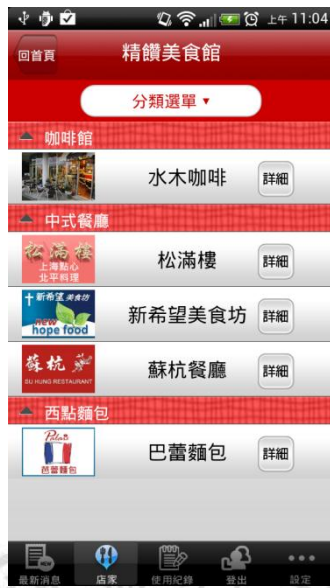 上午 11:04
回首頁
精饌美食館
分類選單 ▾
咖啡館
水木咖啡
詳細
中式餐廳
松滿樓
上海點心
北平料理
松滿樓
詳細
新希望美食坊
new
hope food
新希望美食坊
詳細
蘇杭
SU HUNG RESTAURANT
蘇杭餐廳
詳細
西點麵包
Palais
芭蕾麵包
巴蕾麵包
詳細
最新消息
店家
使用紀錄
登出
設定